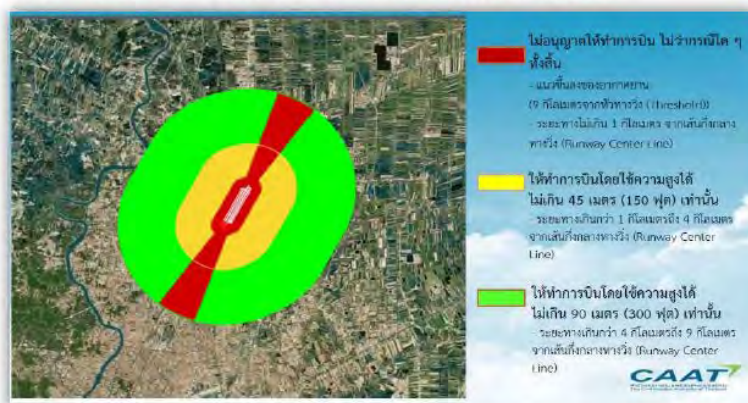 ไม่อนุญาตให้ทำการบิน ไม่ว่ากรณีใด ๆ
ทั้งสิ้น
- แนวขึ้นลงของอากาศยาน
(9 กิโลเมตรจากหัวทางวิ่ง (Threshold))
- ระยะทางไม่เกิน 1 กิโลเมตร จากเส้นกึ่งกลาง
ทางวิ่ง (Runway Center Line)
ให้ทำการบินโดยใช้ความสูงได้
ไม่เกิน 45 เมตร (150 ฟุต) เท่านั้น
- ระยะทางเกินกว่า 1 กิโลเมตรถึง 4 กิโลเมตร
จากเส้นกึ่งกลางทางวิ่ง (Runway Center
Line)
ให้ทำการบินโดยใช้ความสูงได้
ไม่เกิน 90 เมตร (300 ฟุต) เท่านั้น
- ระยะทางเกินกว่า 4 กิโลเมตรถึง 9 กิโลเมตร
จากเส้นกึ่งกลางทางวิ่ง (Runway Center
Line)
CAAT